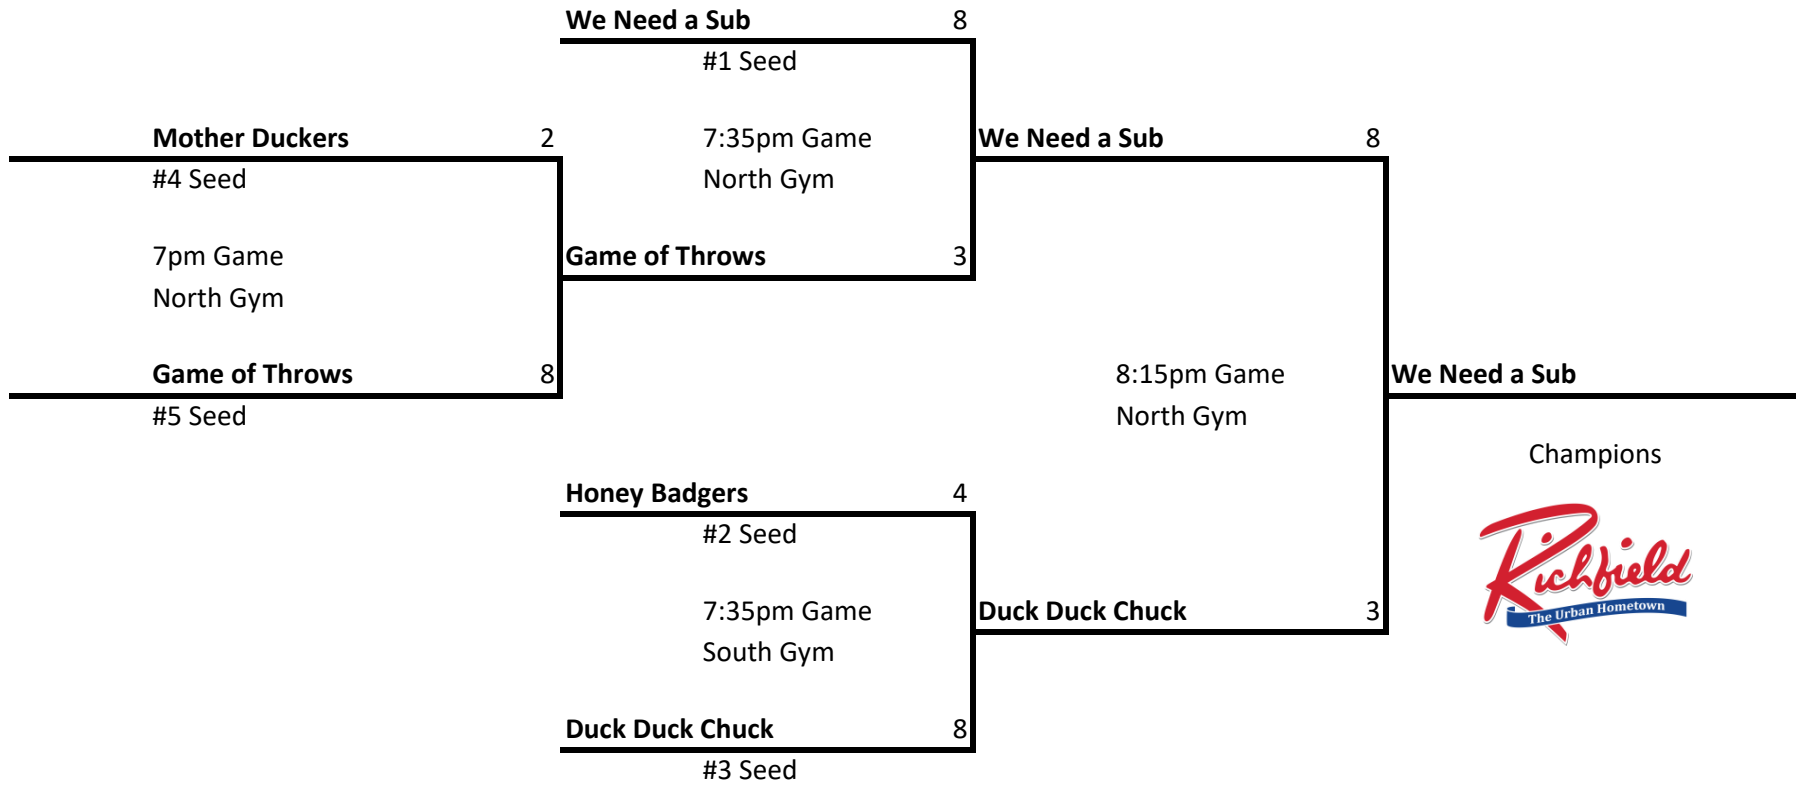 We Need a Sub 8
#1 Seed
Mother Duckers 2
7:35pm Game
We Need a Sub 8
#4 Seed
North Gym
7pm Game
Game of Throws 3
North Gym
Game of Throws 8
8:15pm Game
We Need a Sub
#5 Seed
North Gym
Champions
Honey Badgers 4
#2 Seed
Richfield
The Urban Hometown
7:35pm Game
Duck Duck Chuck 3
South Gym
Duck Duck Chuck 8
#3 Seed